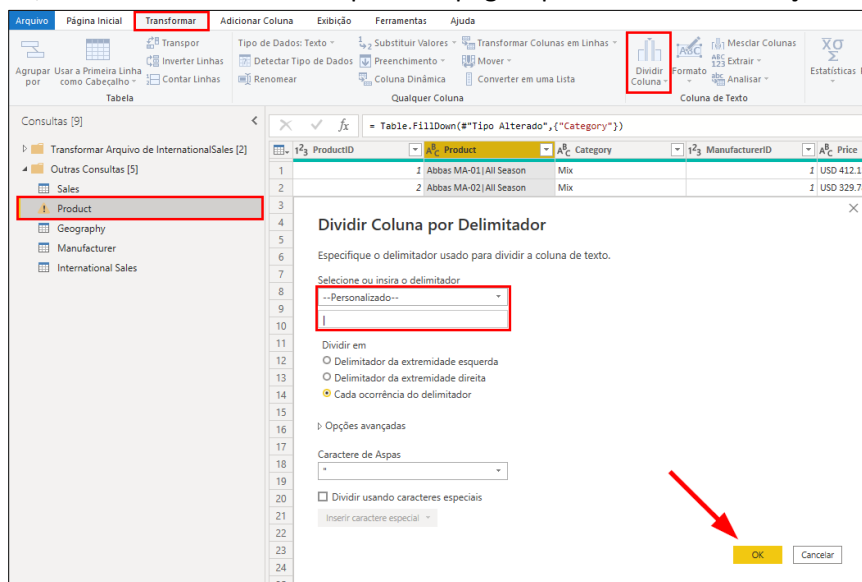 Arquivo Página Inicial Transformar Adicionar Coluna Exibição Ferramentas Ajuda
Agrupar por
Usar a Primeira Linha como Cabeçalho
Transpor
Inverter Linhas
Contar Linhas
Tabela
Tipo de Dados: Texto
Detectar Tipo de Dados
Renomear
Substituir Valores
Preenchimento
Coluna Dinâmica
Transformar Colunas em Linhas
Mover
Converter em uma Lista
Qualquer Coluna
Dividir Coluna
Formato
Mesclar Colunas
Extrair
Analisar
Coluna de Texto
Estatísticas
Consultas [9]
= Table.FillDown(#"Tipo Alterado",{"Category"})
Transformar Arquivo de InternationalSales [2]
Outras Consultas [5]
Sales
Product
Geography
Manufacturer
International Sales
ProductID Product Category ManufacturerID Price
1 1 Abbas MA-01|All Season Mix 1 USD 412.1
2 2 Abbas MA-02|All Season Mix 1 USD 329.7
3
4
5
6
7
8
9
10
11
12
13
14
15
16
17
18
19
20
21
22
23
24
Dividir Coluna por Delimitador
Especifique o delimitador usado para dividir a coluna de texto.
Selecione ou insira o delimitador
--Personalizado--
|
Dividir em
Delimitador da extremidade esquerda
Delimitador da extremidade direita
Cada ocorrência do delimitador
Opções avançadas
Caractere de Aspas
"
Dividir usando caracteres especiais
Inserir caractere especial
OK Cancelar